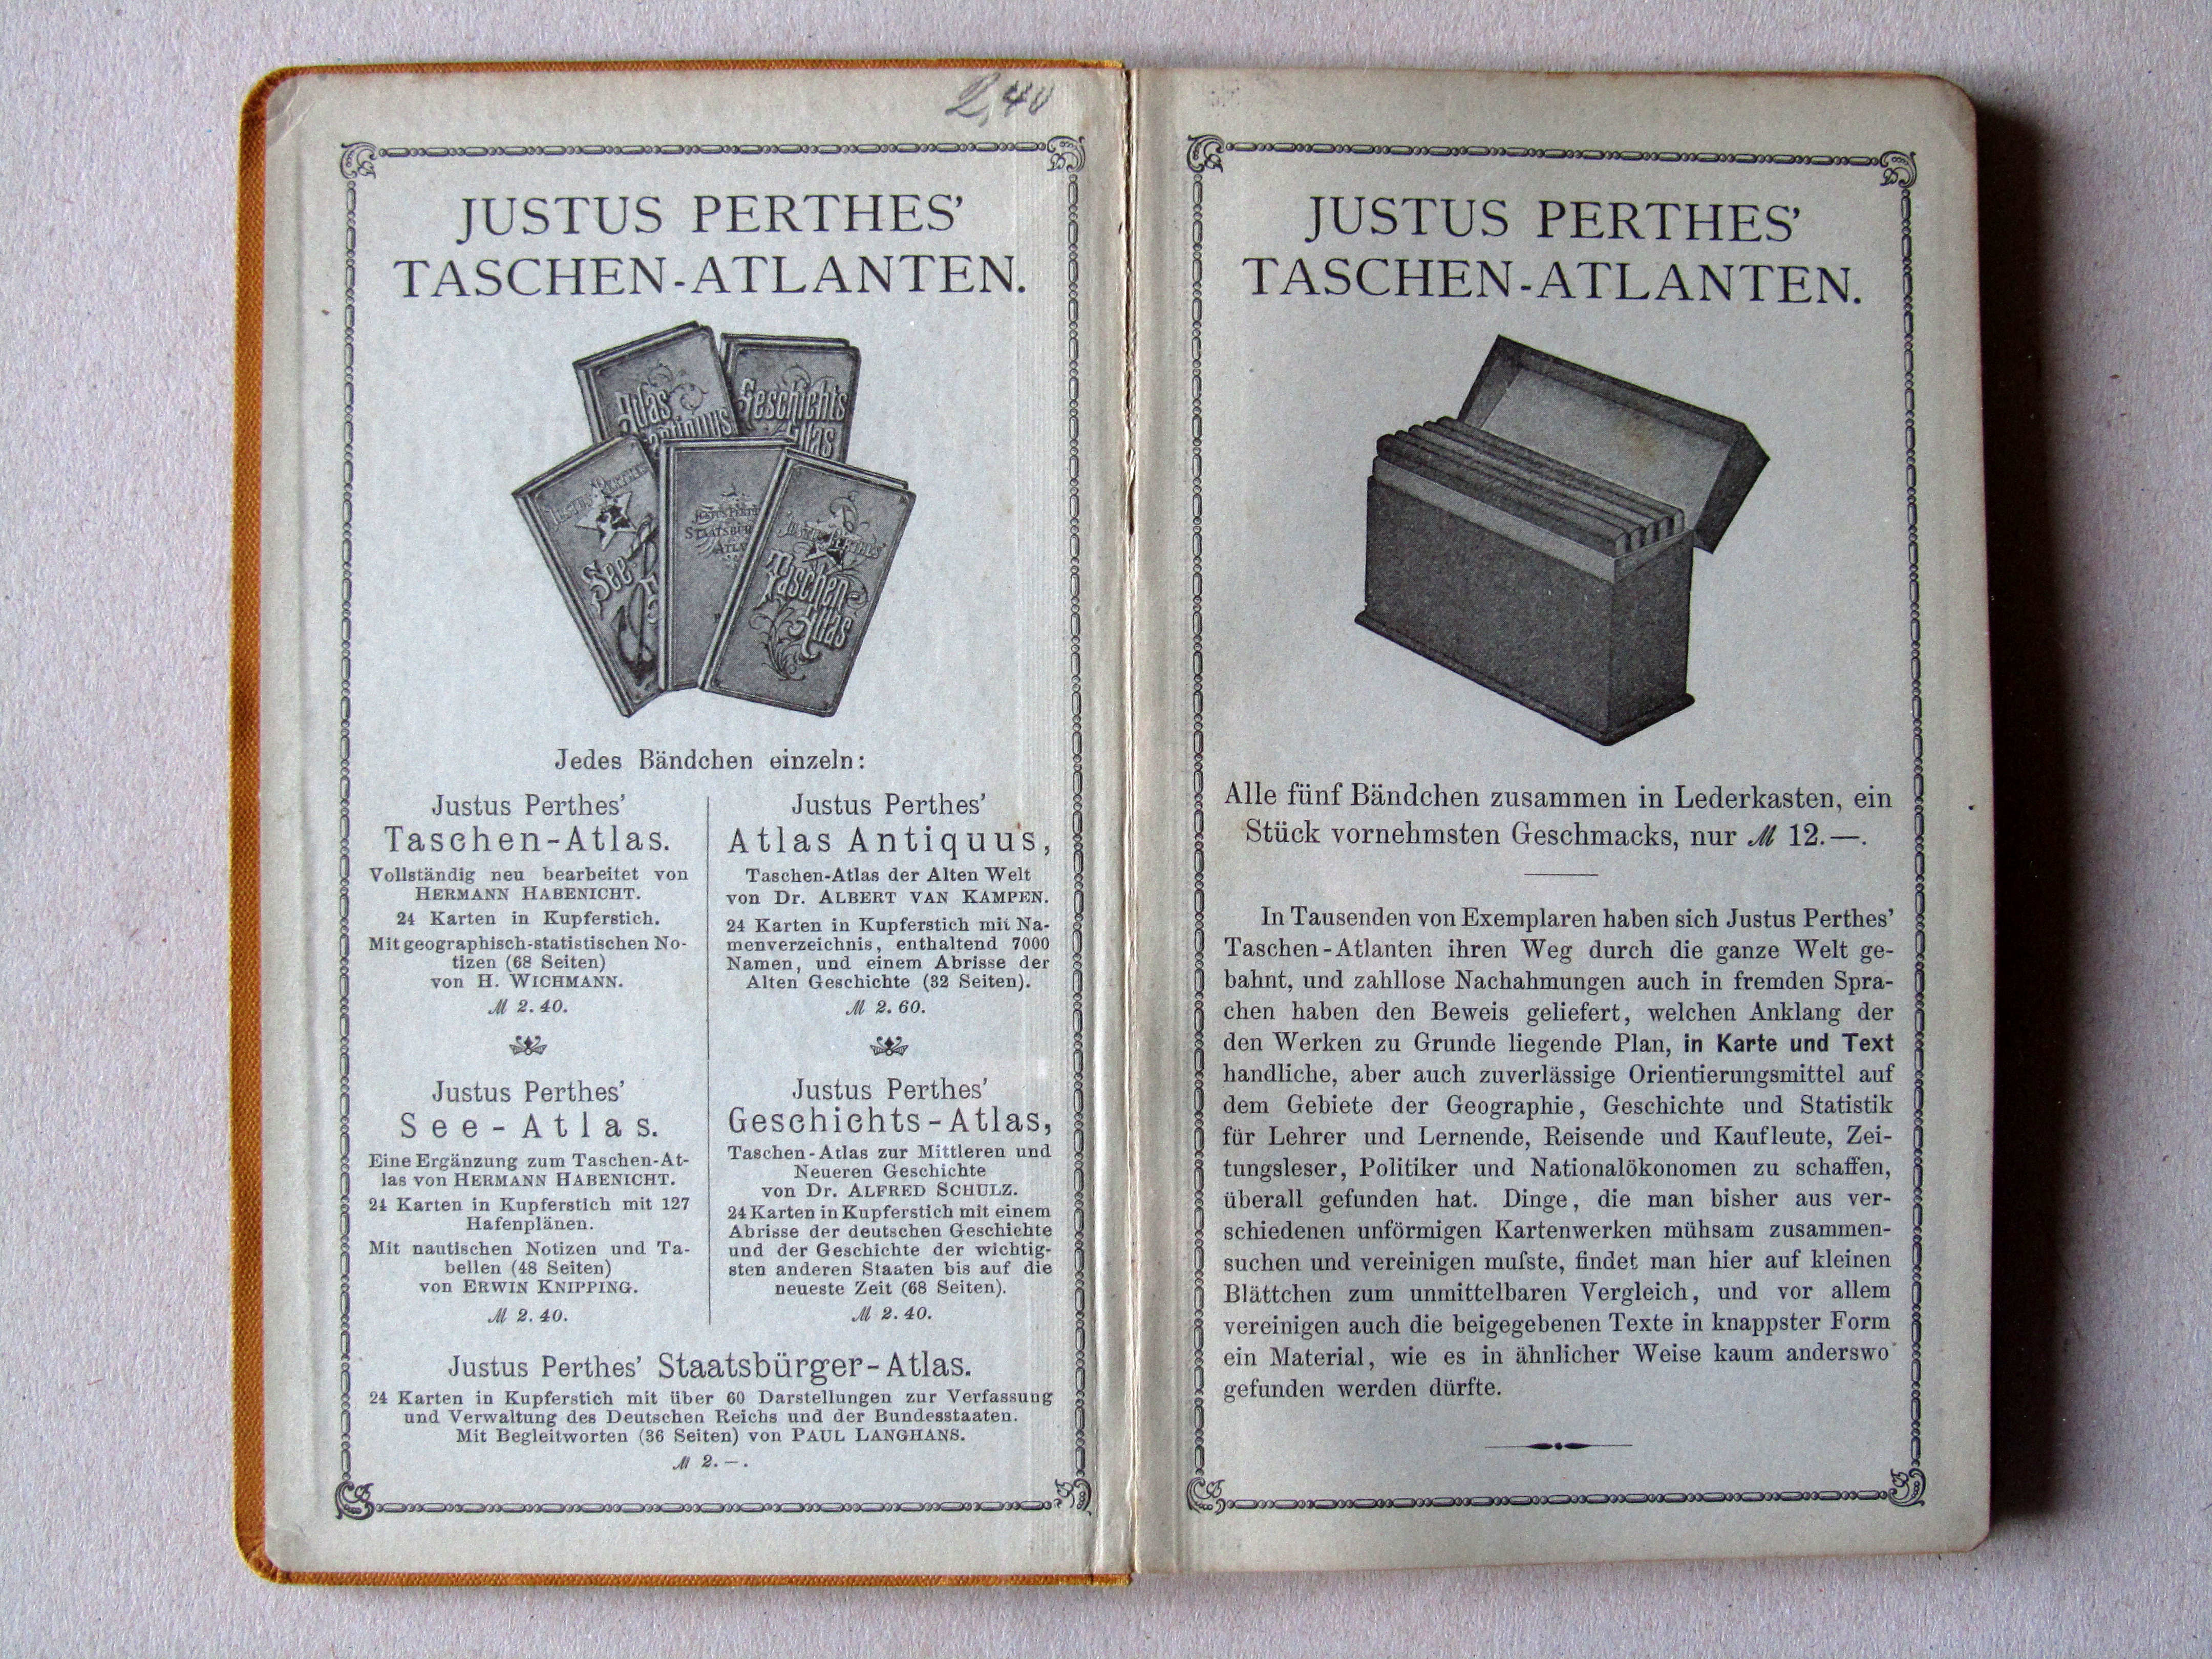 2,40
JUSTUS PERTHES'
TASCHEN-ATLANTEN.
Atlas
Antiquus
Geschichts
Atlas
JUSTUS PERTHES
See
JUSTUS PERTHES
STAATSBÜR
ATLAS
JUSTUS PERTHES'
Taschen-
Atlas
Jedes Bändchen einzeln:
Justus Perthes'
Taschen-Atlas.
Vollständig neu bearbeitet von
HERMANN HABENICHT.
24 Karten in Kupferstich.
Mit geographisch-statistischen No-
tizen (68 Seiten)
von H. WICHMANN.
ℳ 2.40.
Justus Perthes'
See-Atlas.
Eine Ergänzung zum Taschen-At-
las von HERMANN HABENICHT.
24 Karten in Kupferstich mit 127
Hafenplänen.
Mit nautischen Notizen und Ta-
bellen (48 Seiten)
von ERWIN KNIPPING.
ℳ 2.40.
Justus Perthes'
Atlas Antiquus,
Taschen-Atlas der Alten Welt
von Dr. ALBERT VAN KAMPEN.
24 Karten in Kupferstich mit Na-
menverzeichnis, enthaltend 7000
Namen, und einem Abrisse der
Alten Geschichte (32 Seiten).
ℳ 2.60.
Justus Perthes'
Geschichts-Atlas,
Taschen-Atlas zur Mittleren und
Neueren Geschichte
von Dr. ALFRED SCHULZ.
24 Karten in Kupferstich mit einem
Abrisse der deutschen Geschichte
und der Geschichte der wichtig-
sten anderen Staaten bis auf die
neueste Zeit (68 Seiten).
ℳ 2.40.
Justus Perthes' Staatsbürger-Atlas.
24 Karten in Kupferstich mit über 60 Darstellungen zur Verfassung
und Verwaltung des Deutschen Reichs und der Bundesstaaten.
Mit Begleitworten (36 Seiten) von PAUL LANGHANS.
ℳ 2.—.
JUSTUS PERTHES'
TASCHEN-ATLANTEN.
Alle fünf Bändchen zusammen in Lederkasten, ein
Stück vornehmsten Geschmacks, nur ℳ 12.—.
In Tausenden von Exemplaren haben sich Justus Perthes'
Taschen-Atlanten ihren Weg durch die ganze Welt ge-
bahnt, und zahllose Nachahmungen auch in fremden Spra-
chen haben den Beweis geliefert, welchen Anklang der
den Werken zu Grunde liegende Plan, in Karte und Text
handliche, aber auch zuverlässige Orientierungsmittel auf
dem Gebiete der Geographie, Geschichte und Statistik
für Lehrer und Lernende, Reisende und Kaufleute, Zei-
tungsleser, Politiker und Nationalökonomen zu schaffen,
überall gefunden hat. Dinge, die man bisher aus ver-
schiedenen unförmigen Kartenwerken mühsam zusammen-
suchen und vereinigen muſste, findet man hier auf kleinen
Blättchen zum unmittelbaren Vergleich, und vor allem
vereinigen auch die beigegebenen Texte in knappster Form
ein Material, wie es in ähnlicher Weise kaum anderswo
gefunden werden dürfte.